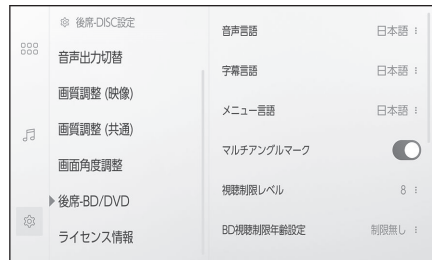 後席-DISC設定
音声出力切替
画質調整 (映像)
画質調整 (共通)
画面角度調整
後席-BD/DVD
ライセンス情報
音声言語 日本語
字幕言語 日本語
メニュー言語 日本語
マルチアングルマーク
視聴制限レベル 8
BD視聴制限年齢設定 制限無し